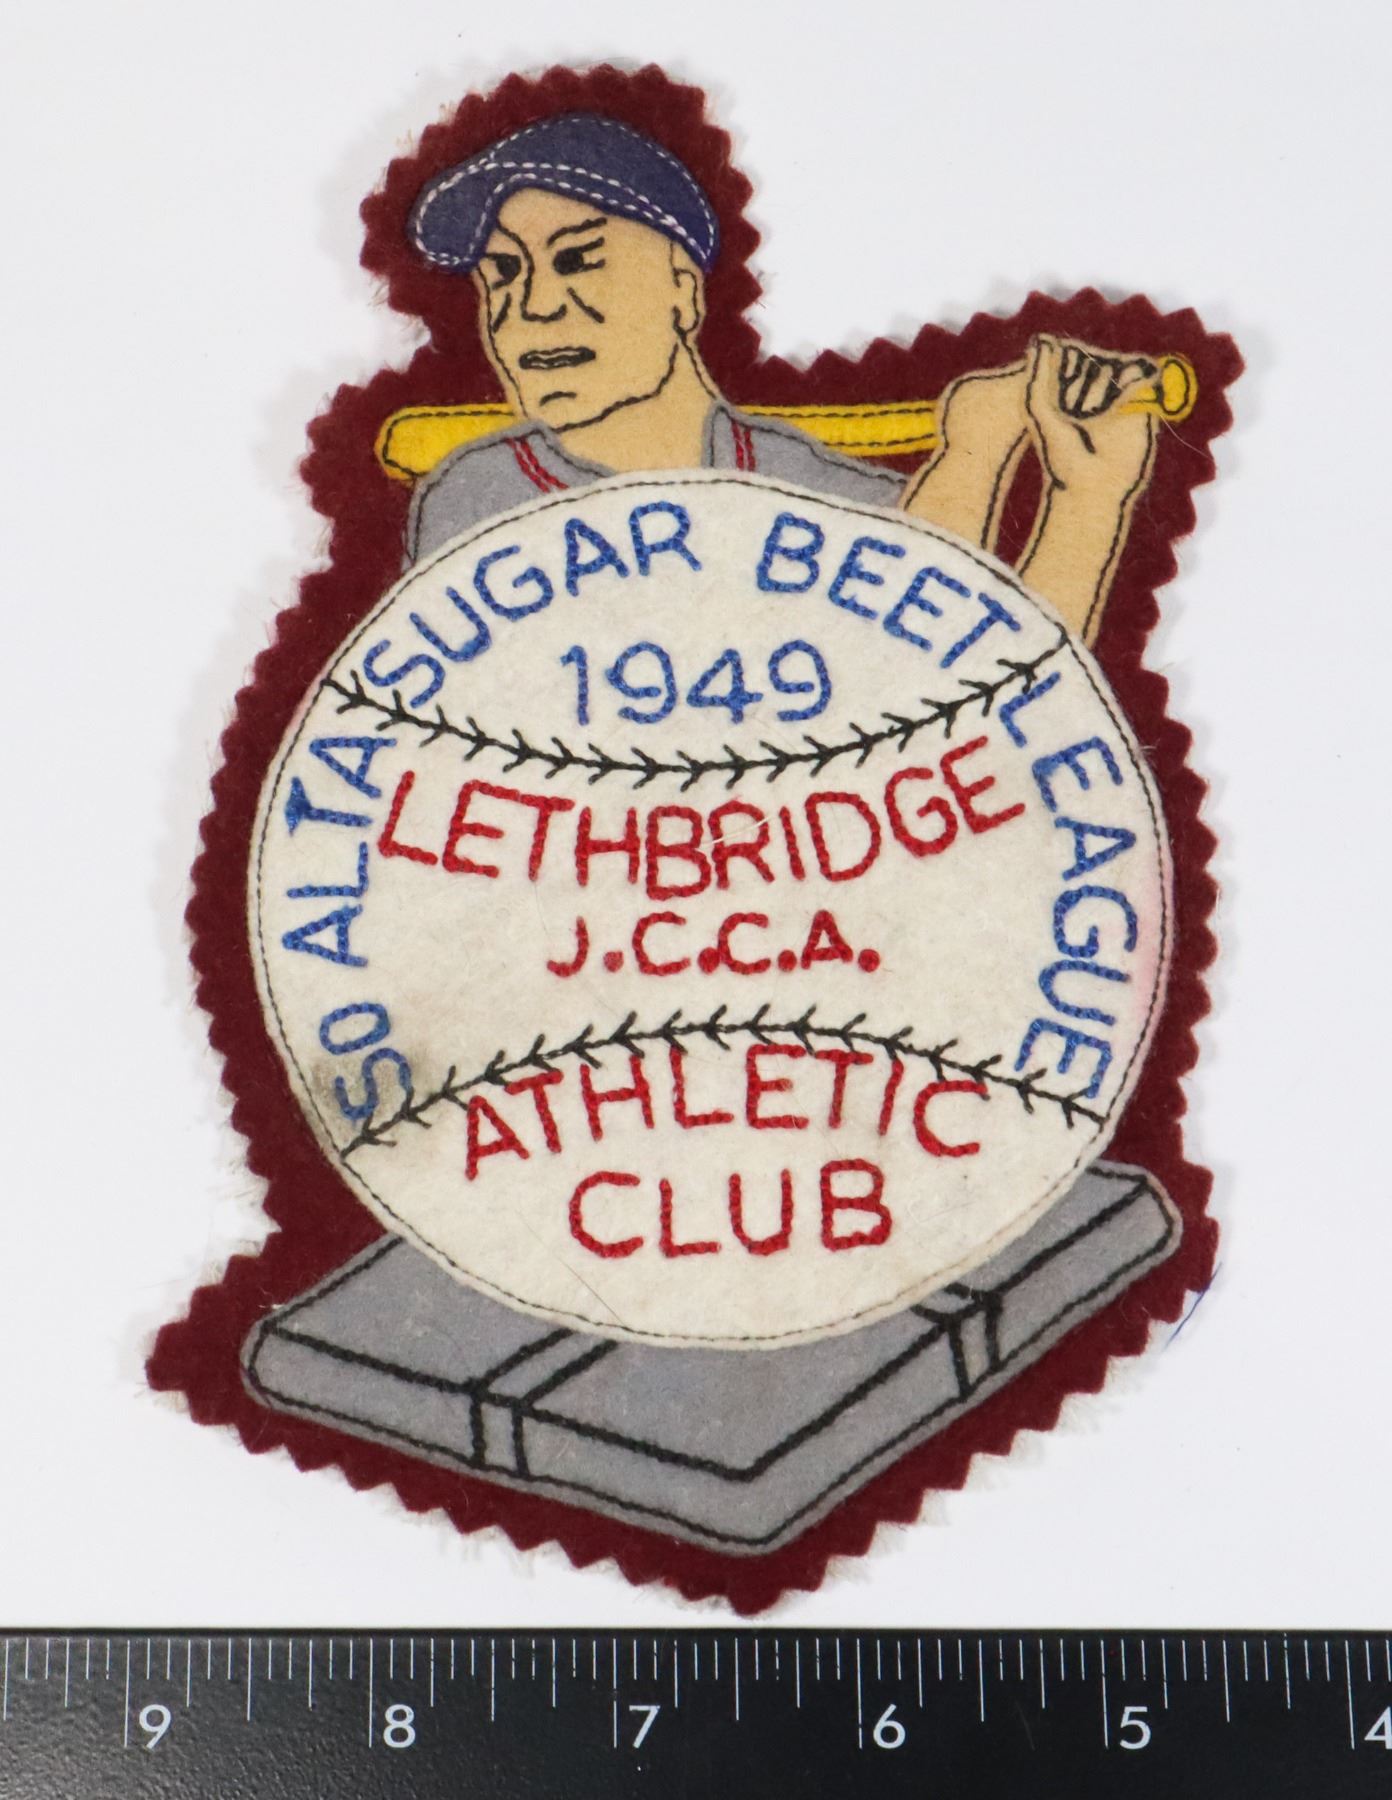 SO ALTA SUGAR BEET LEAGUE
1949
LETHBRIDGE
J.C.C.A.
ATHLETIC
CLUB
9 8 7 6 5 4